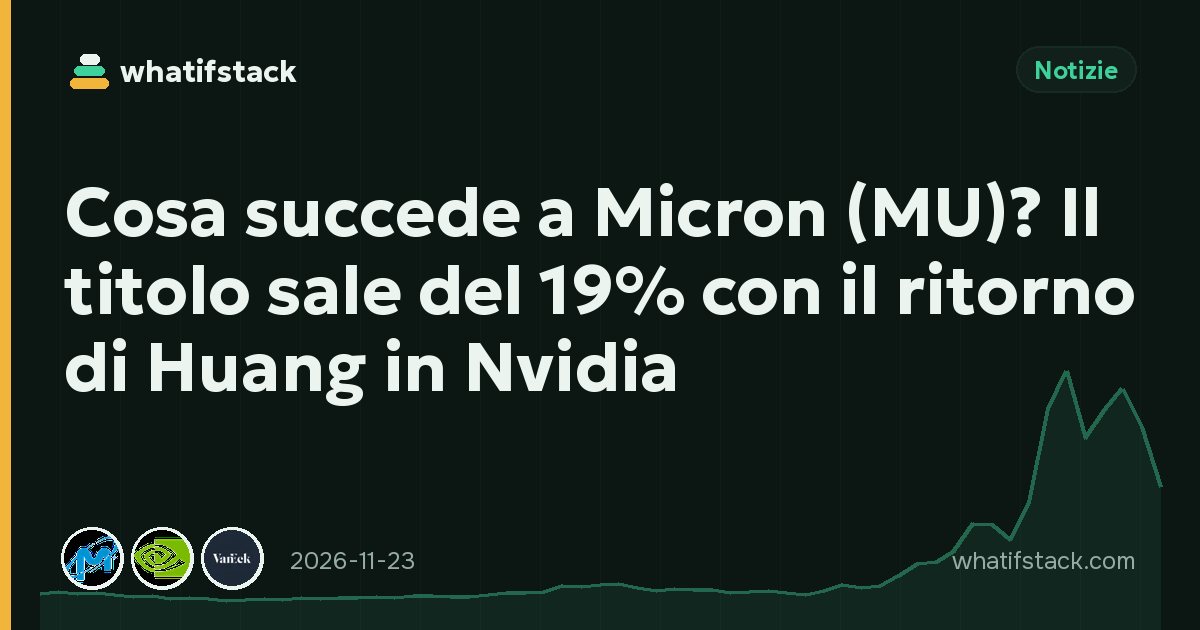 whatifstack
Notizie
Cosa succede a Micron (MU)? Il
titolo sale del 19% con il ritorno
di Huang in Nvidia
VanEck
2026-11-23
whatifstack.com